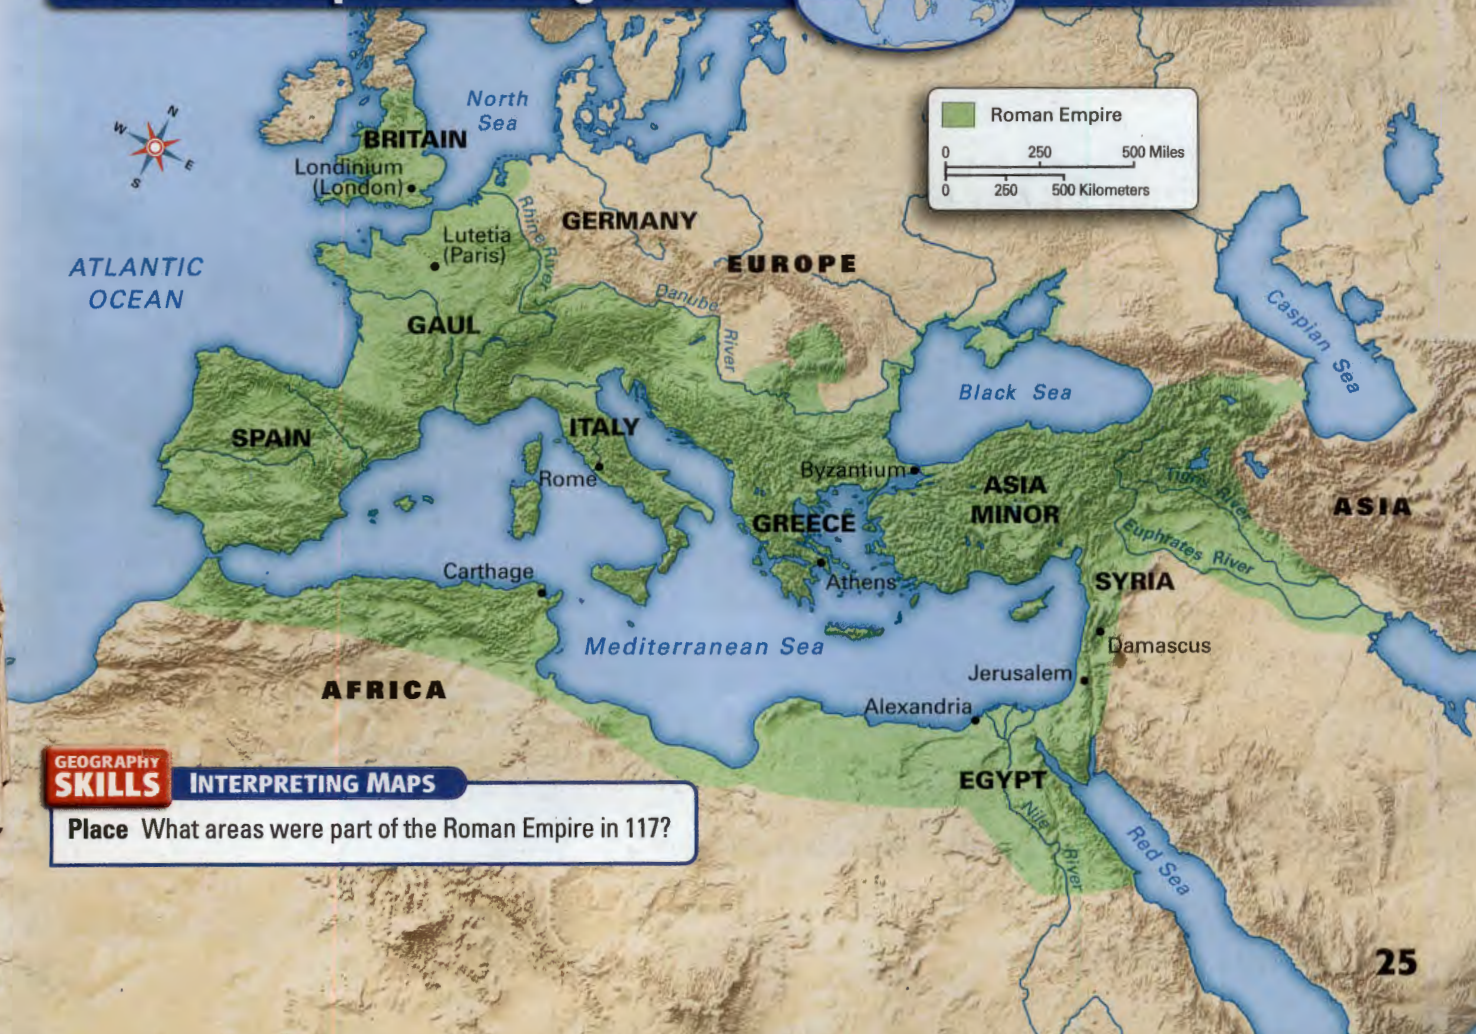 N
W
E
S
North
Sea
Roman Empire
0 250 500 Miles
0 250 500 Kilometers
BRITAIN
Londinium
(London)
GERMANY
Rhine River
Lutetia
(Paris)
EUROPE
ATLANTIC
OCEAN
Danube
River
GAUL
Caspian Sea
Black Sea
SPAIN
ITALY
Rome
Byzantium
ASIA
MINOR
Tigris River
ASIA
GREECE
Euphrates River
Carthage
Athens
SYRIA
Mediterranean Sea
Damascus
Jerusalem
AFRICA
Alexandria
EGYPT
Nile
River
Red Sea
GEOGRAPHY
SKILLS
INTERPRETING MAPS
Place What areas were part of the Roman Empire in 117?
25